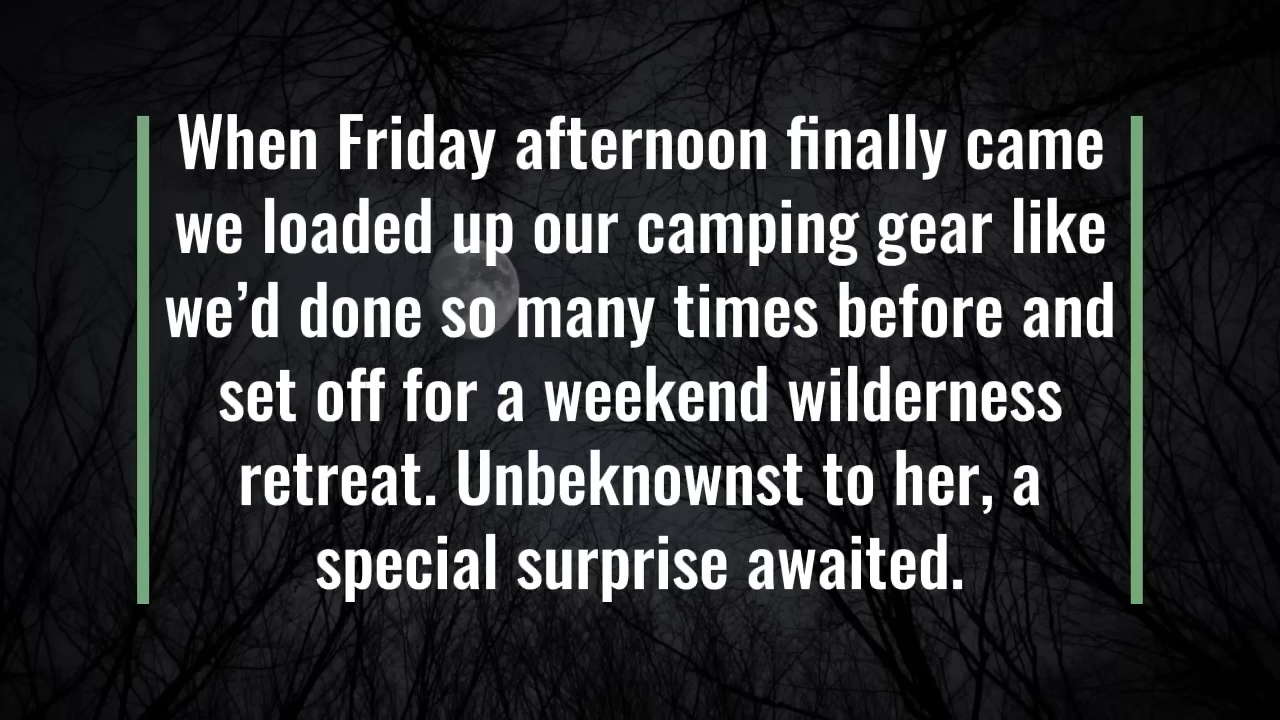 When Friday afternoon finally came
we loaded up our camping gear like
we’d done so many times before and
set off for a weekend wilderness
retreat. Unbeknownst to her, a
special surprise awaited.